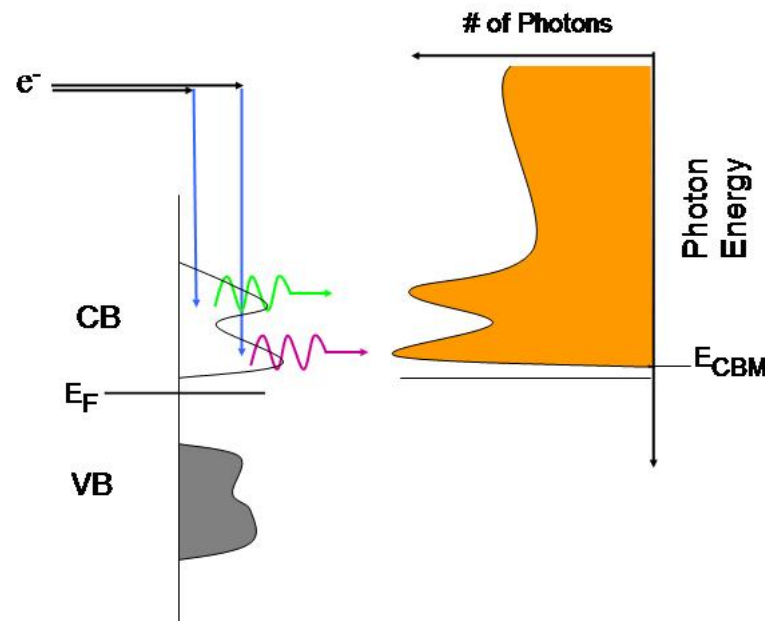 # of Photons
e-
Photon
Energy
CB
E_CBM
E_F
VB